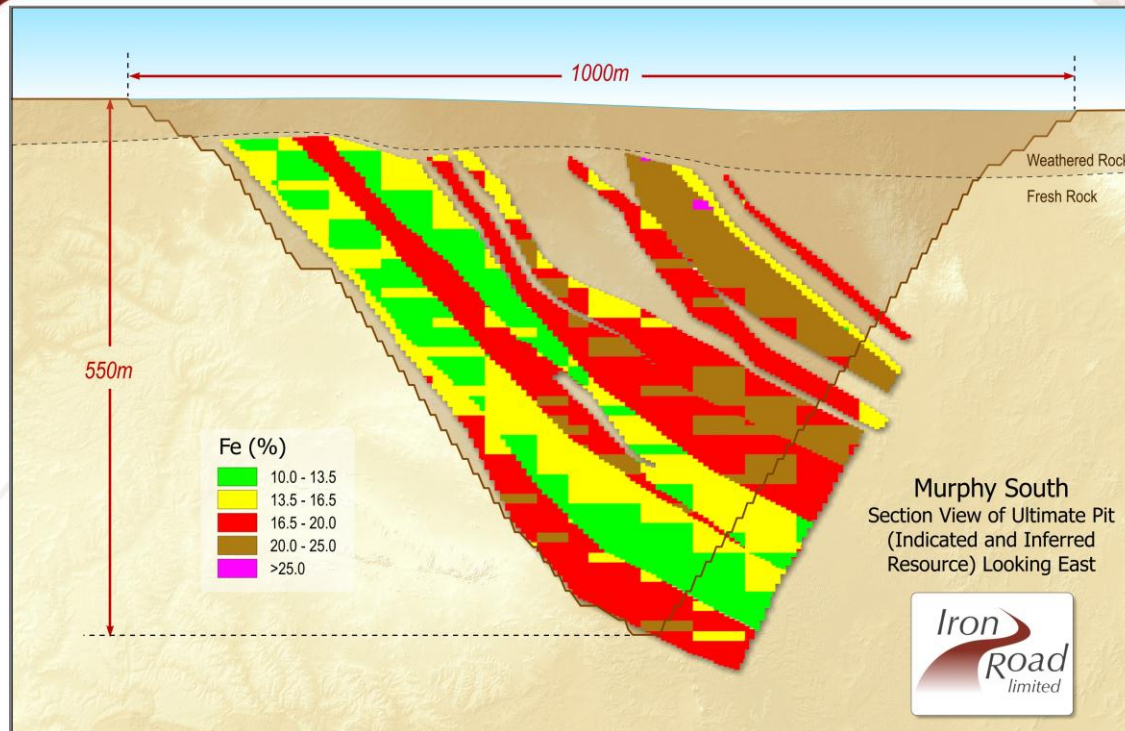 1000m
Weathered Rock
Fresh Rock
550m
Fe (%)
10.0 - 13.5
13.5 - 16.5
16.5 - 20.0
20.0 - 25.0
>25.0
Murphy South
Section View of Ultimate Pit
(Indicated and Inferred
Resource) Looking East
Iron
Road
limited